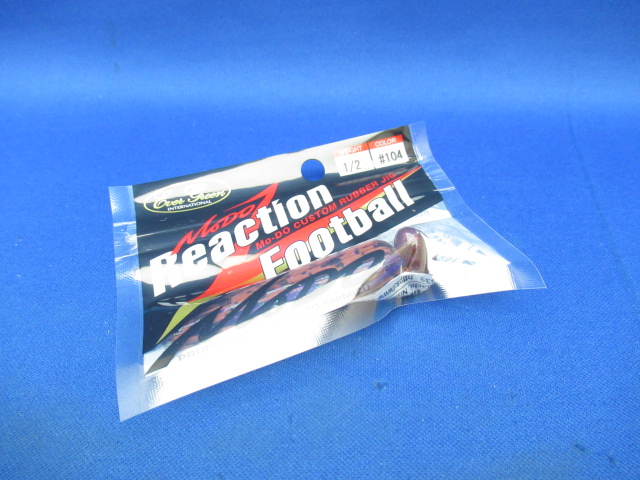 WEIGHT
1/2
COLOR
#104
Ever Green
INTERNATIONAL
MoDO
Reaction
Mo-DO CUSTOM RUBBER JIG
Football